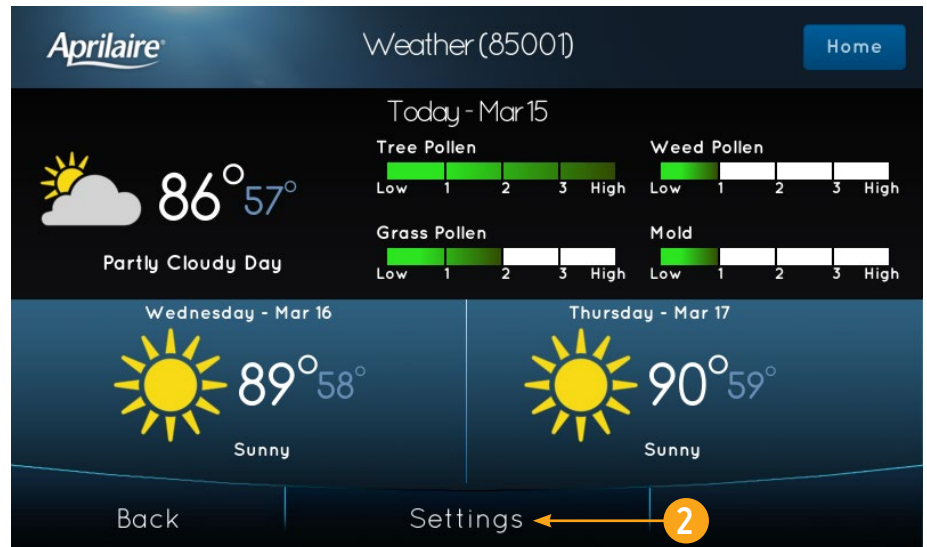 Aprilaire
Weather (85001)
Home
Today - Mar 15
86° 57°
Partly Cloudy Day
Tree Pollen
Low 1 2 3 High
Weed Pollen
Low 1 2 3 High
Grass Pollen
Low 1 2 3 High
Mold
Low 1 2 3 High
Wednesday - Mar 16
89° 58°
Sunny
Thursday - Mar 17
90° 59°
Sunny
Back
Settings
2